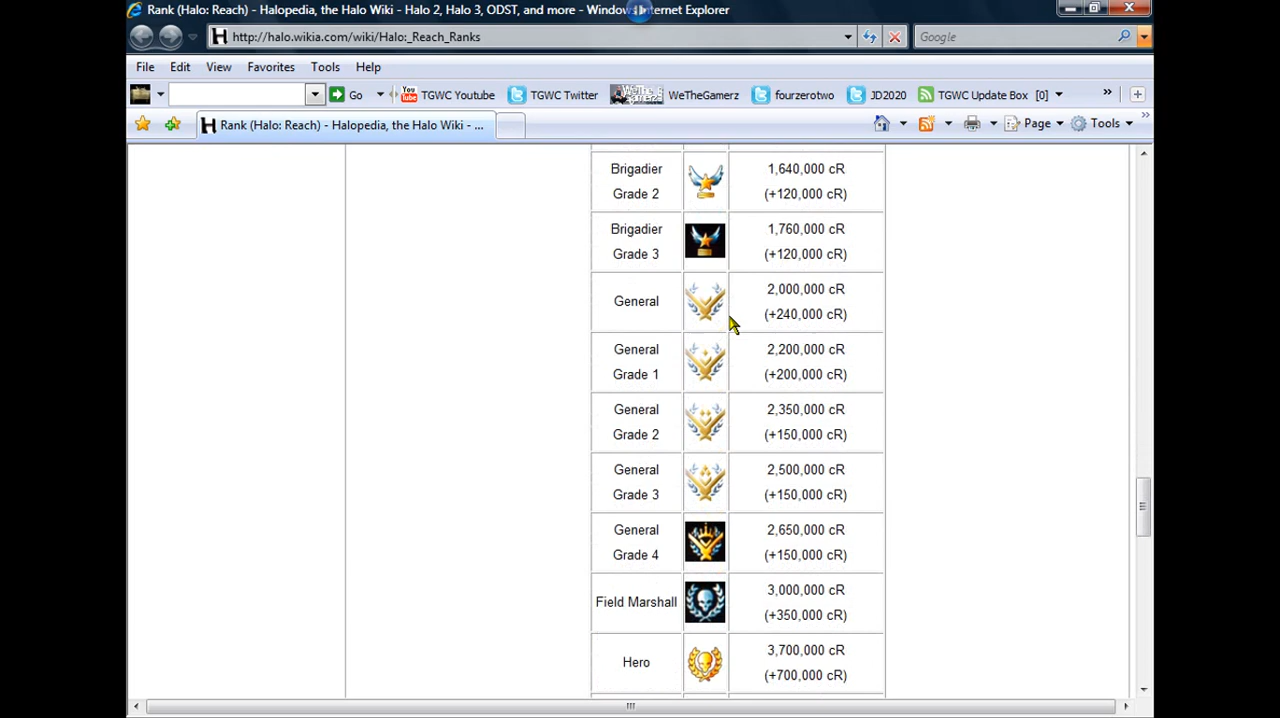 Rank (Halo: Reach) - Halopedia, the Halo Wiki - Halo 2, Halo 3, ODST, and more - Windows Internet Explorer
http://halo.wikia.com/wiki/Halo:_Reach_Ranks
Google
File Edit View Favorites Tools Help
Go TGWC Youtube TGWC Twitter WeTheGamerz fourzerotwo JD2020 TGWC Update Box [0]
Rank (Halo: Reach) - Halopedia, the Halo Wiki - ... Page Tools
Brigadier 1,640,000 cR
Grade 2 (+120,000 cR)
Brigadier 1,760,000 cR
Grade 3 (+120,000 cR)
General 2,000,000 cR
(+240,000 cR)
General 2,200,000 cR
Grade 1 (+200,000 cR)
General 2,350,000 cR
Grade 2 (+150,000 cR)
General 2,500,000 cR
Grade 3 (+150,000 cR)
General 2,650,000 cR
Grade 4 (+150,000 cR)
Field Marshall 3,000,000 cR
(+350,000 cR)
Hero 3,700,000 cR
(+700,000 cR)